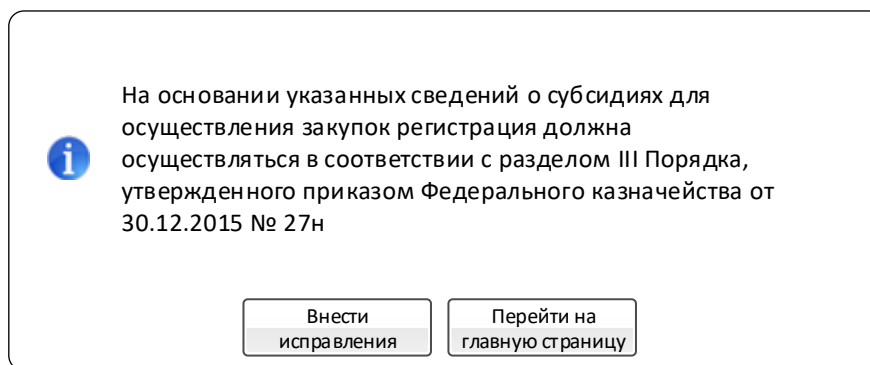 На основании указанных сведений о субсидиях для
осуществления закупок регистрация должна
осуществляться в соответствии с разделом III Порядка,
утвержденного приказом Федерального казначейства от
30.12.2015 № 27н
Внести
исправления
Перейти на
главную страницу